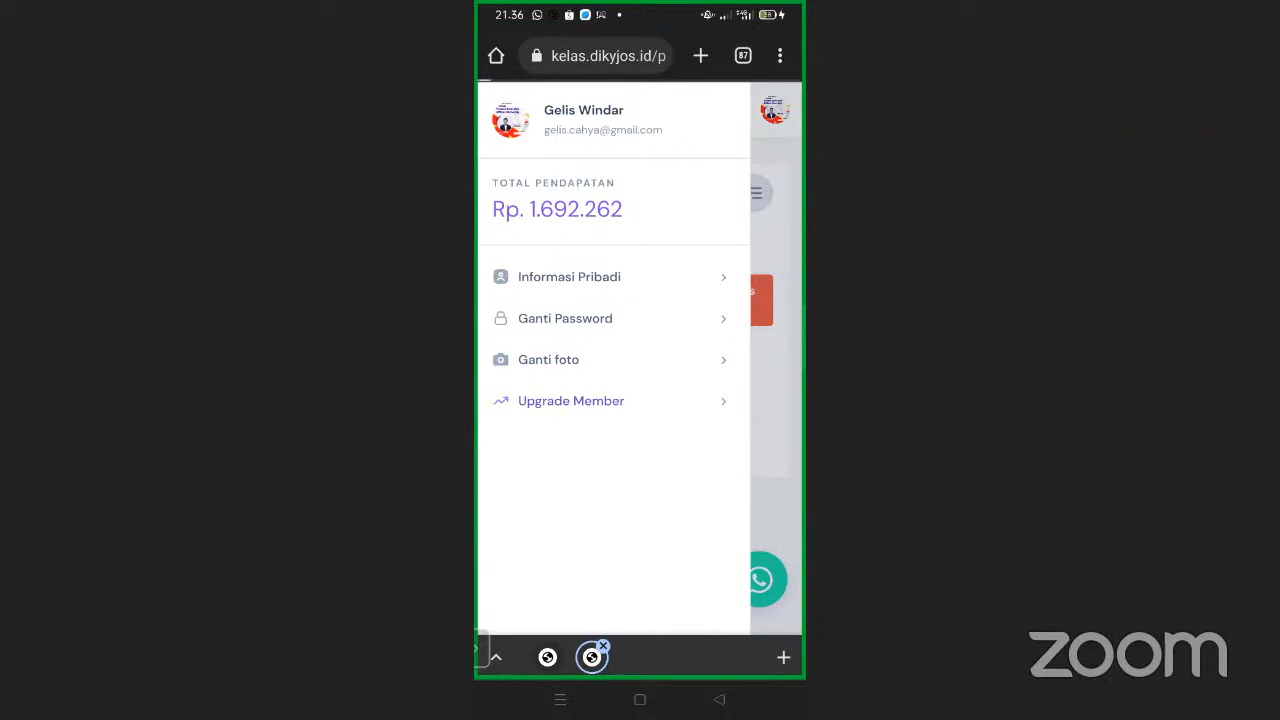 21.36
kelas.dikyjos.id/p
87
Gelis Windar
gelis.cahya@gmail.com
TOTAL PENDAPATAN
Rp. 1.692.262
Informasi Pribadi
Ganti Password
Ganti foto
Upgrade Member
s
zoom